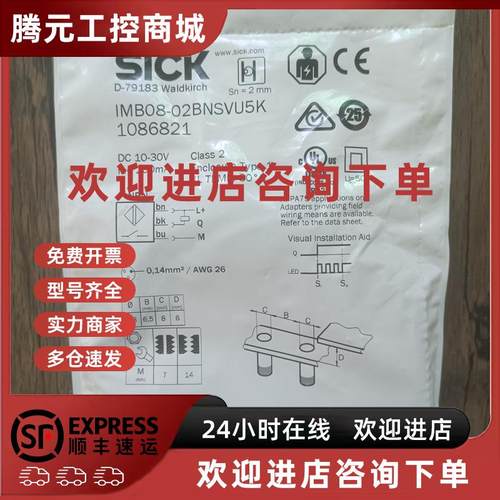 腾元工控商城
SICK
D-79183 Waldkirch
www.sick.com
Sn = 2 mm
IMB08-02BNSVU5K
1086821
25
DC 10-30V
Class 2
欢迎进店咨询下单
Adapters providing field
wiring means are available.
Refer to datasheet.
bn
L+
bk
Q
bu
M
Visual Installation Aid
Q
LED
免费开票
型号齐全
实力商家
多仓速发
0,14mm² / AWG 26
B
C
D
6,5
8
6
M
7
14
C
B
C
D
SF EXPRESS
顺丰速运
24小时在线 欢迎进店
欢迎进店咨询下单